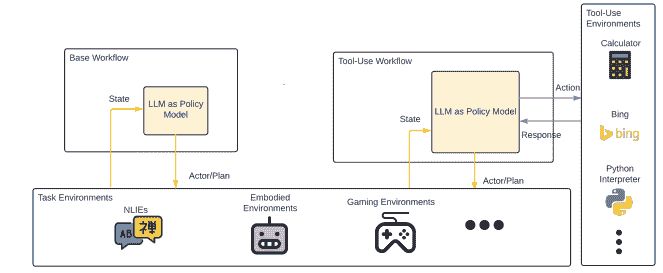 Tool-Use
Environments
Calculator
Base Workflow
Tool-Use Workflow
State
LLM as Policy
Model
State
LLM as Policy Model
Action
Response
Bing
bing
Actor/Plan
Actor/Plan
Python
Interpreter
Task Environments
NLIEs
AB
禅
Embodied
Environments
Gaming Environments